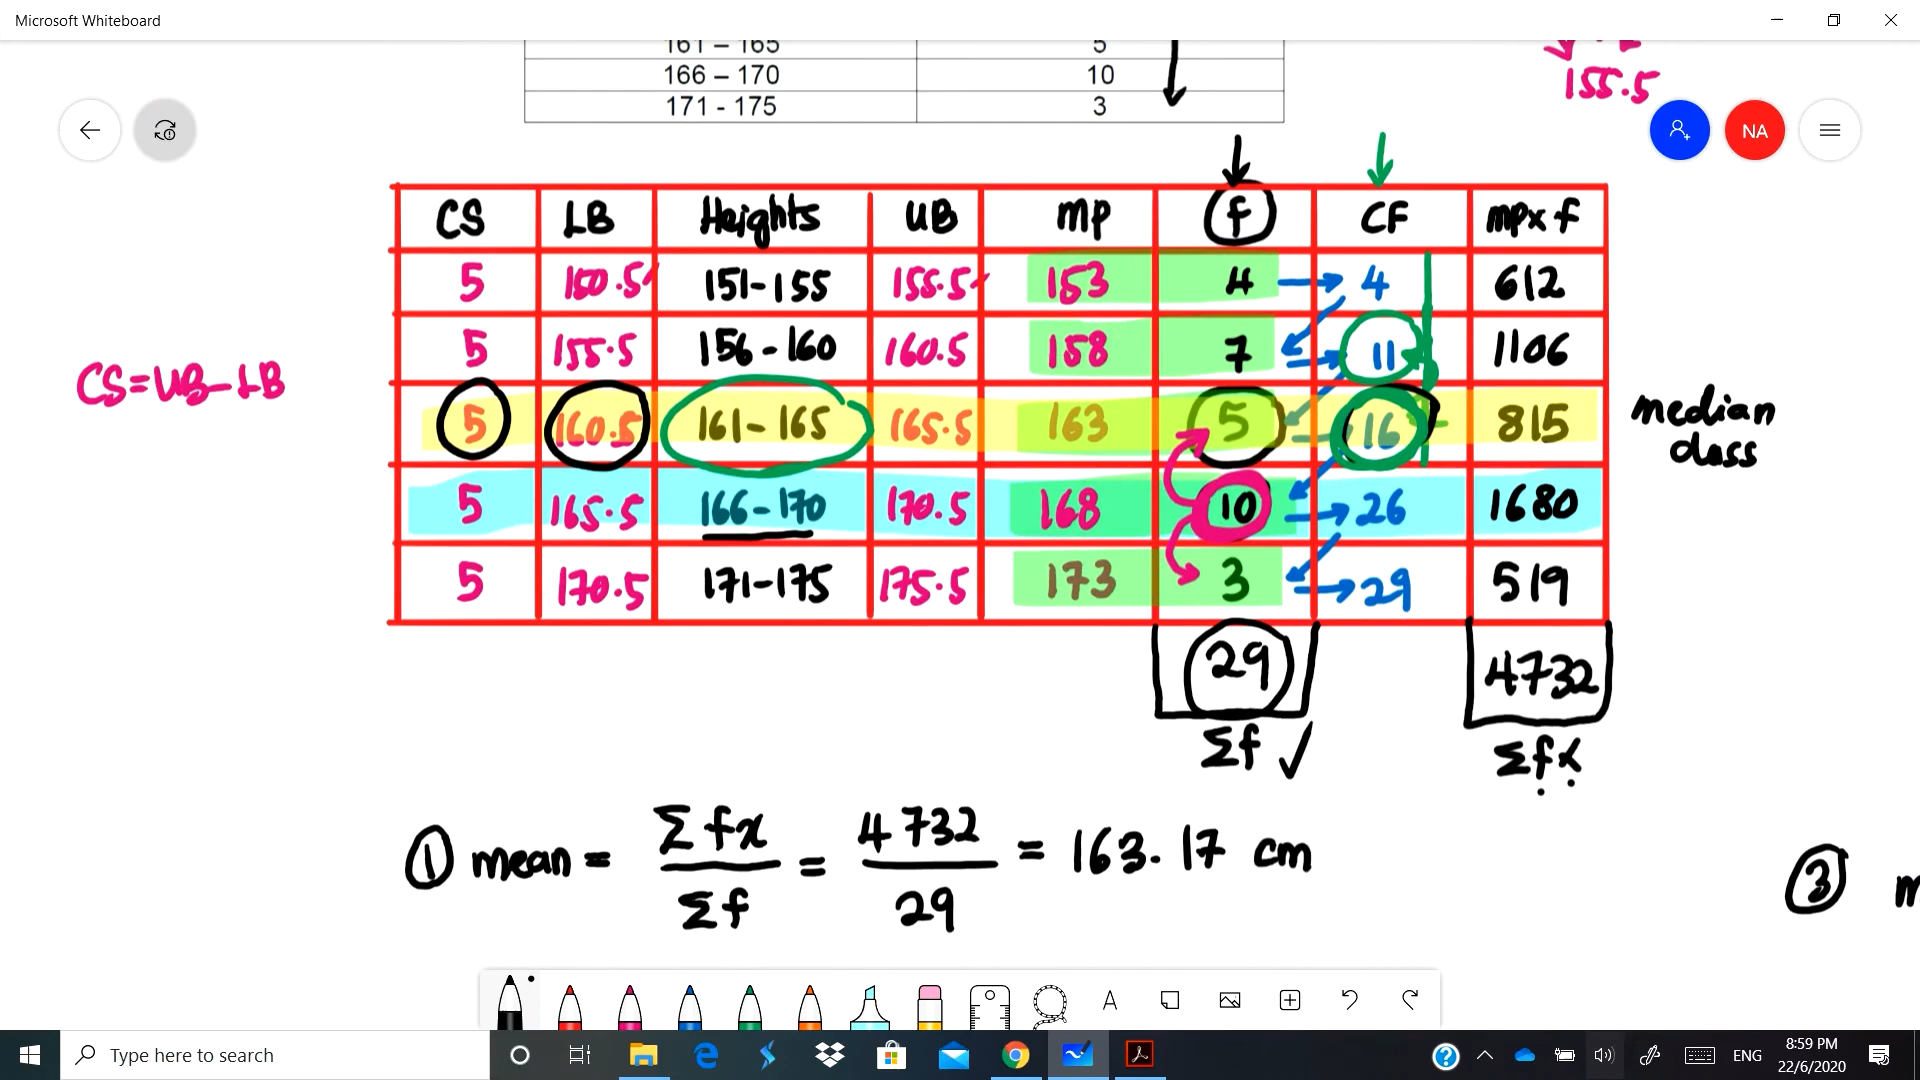 Microsoft Whiteboard
161 – 165 5
166 – 170 10
171 - 175 3
155.5
NA
CS LB Heights UB MP f CF MP x f
5 150.5 151-155 155.5 153 4 4 612
5 155.5 156-160 160.5 158 7 11 1106
CS = UB - LB
5 160.5 161-165 165.5 163 5 16 815
median
class
5 165.5 166-170 170.5 168 10 26 1680
5 170.5 171-175 175.5 173 3 29 519
29 4732
Σf ✓ Σfx
① mean = Σfx / Σf = 4732 / 29 = 163.17 cm
③ m
Type here to search
ENG
8:59 PM
22/6/2020